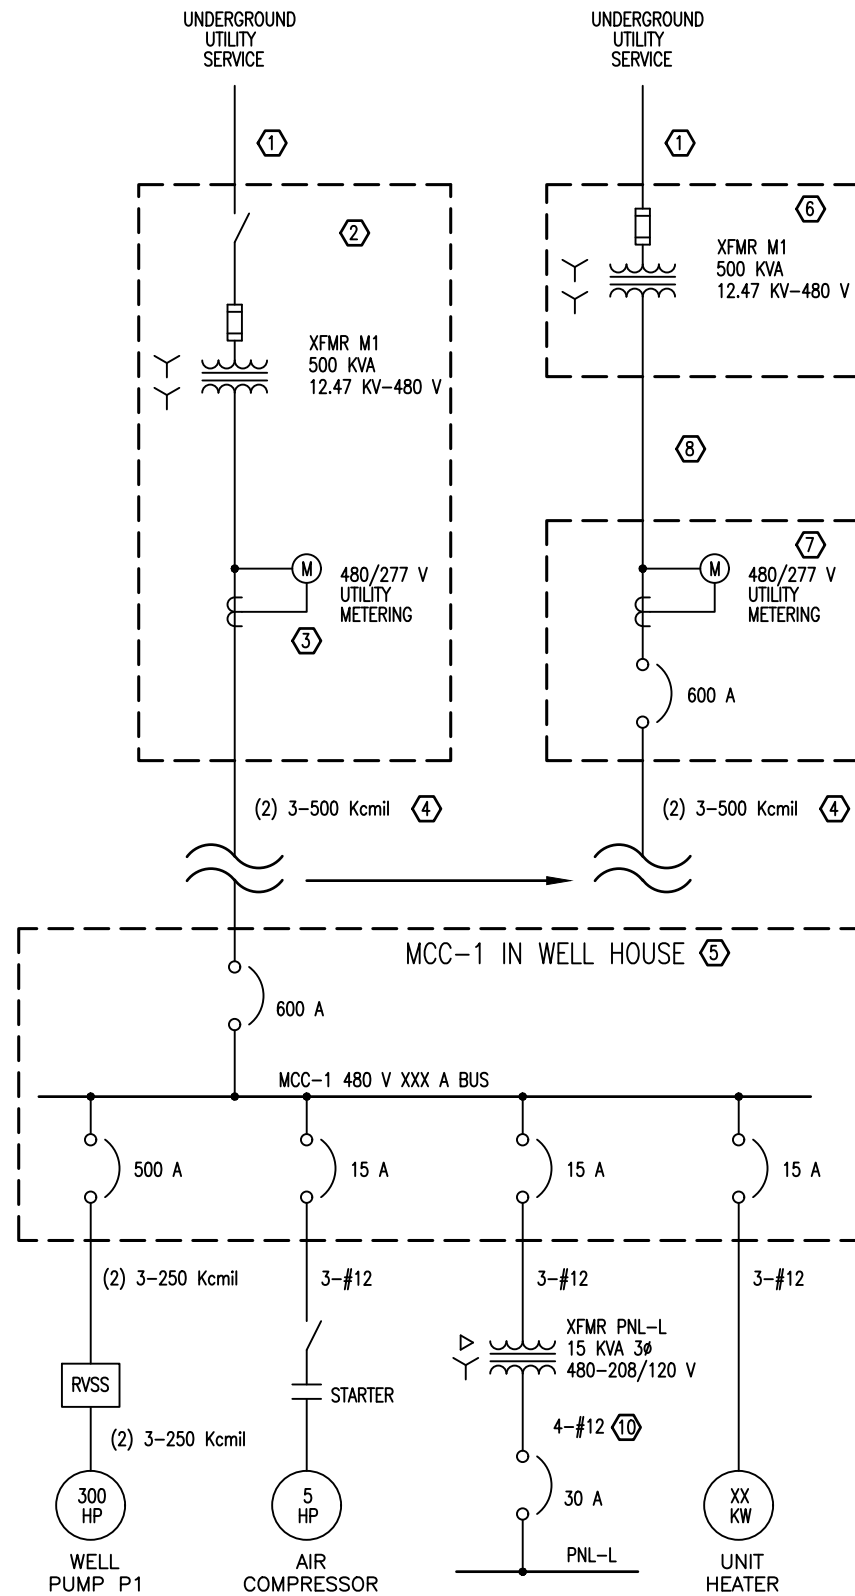 UNDERGROUND
UTILITY
SERVICE
UNDERGROUND
UTILITY
SERVICE
1
1
2
6
XFMR M1
500 KVA
12.47 KV-480 V
XFMR M1
500 KVA
12.47 KV-480 V
8
7
M
480/277 V
UTILITY
METERING
3
M
480/277 V
UTILITY
METERING
600 A
(2) 3-500 Kcmil
4
(2) 3-500 Kcmil
4
MCC-1 IN WELL HOUSE
5
600 A
MCC-1 480 V XXX A BUS
500 A
15 A
15 A
15 A
(2) 3-250 Kcmil
3-#12
3-#12
3-#12
XFMR PNL-L
15 KVA 3ø
480-208/120 V
RVSS
STARTER
(2) 3-250 Kcmil
4-#12
10
30 A
300
HP
5
HP
XX
KW
PNL-L
WELL
PUMP P1
AIR
COMPRESSOR
UNIT
HEATER